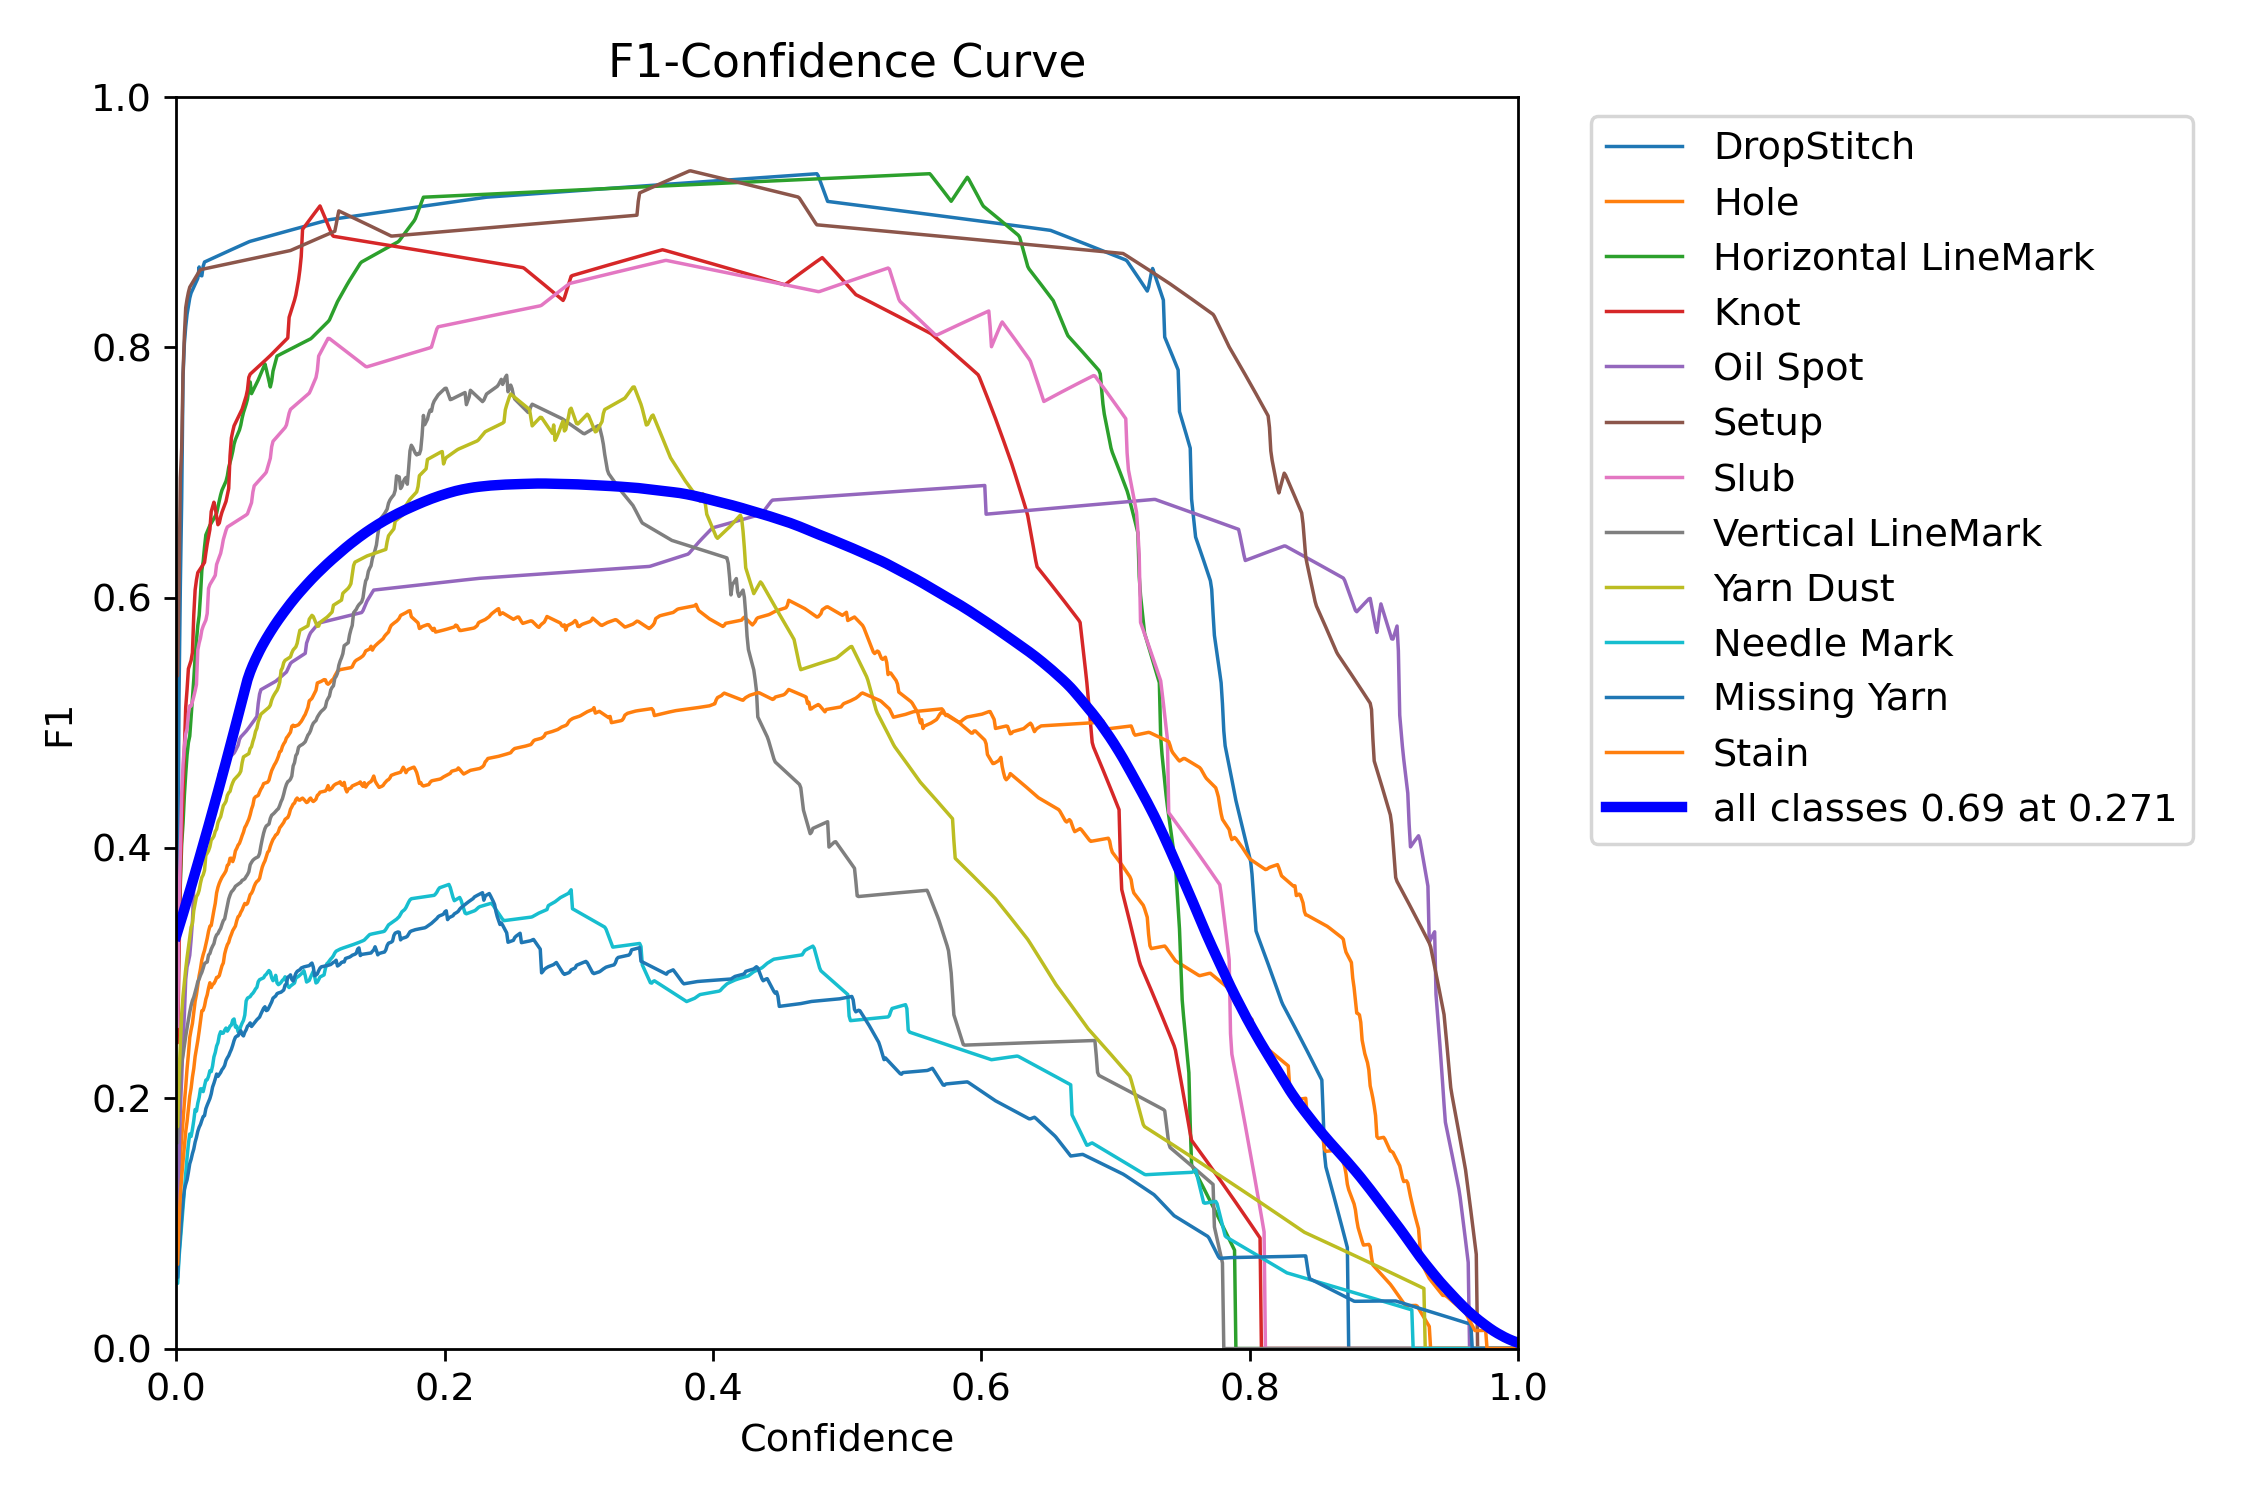 F1-Confidence Curve
1.0
0.8
0.6
0.4
0.2
0.0
F1
0.0 0.2 0.4 0.6 0.8 1.0
Confidence
DropStitch
Hole
Horizontal LineMark
Knot
Oil Spot
Setup
Slub
Vertical LineMark
Yarn Dust
Needle Mark
Missing Yarn
Stain
all classes 0.69 at 0.271